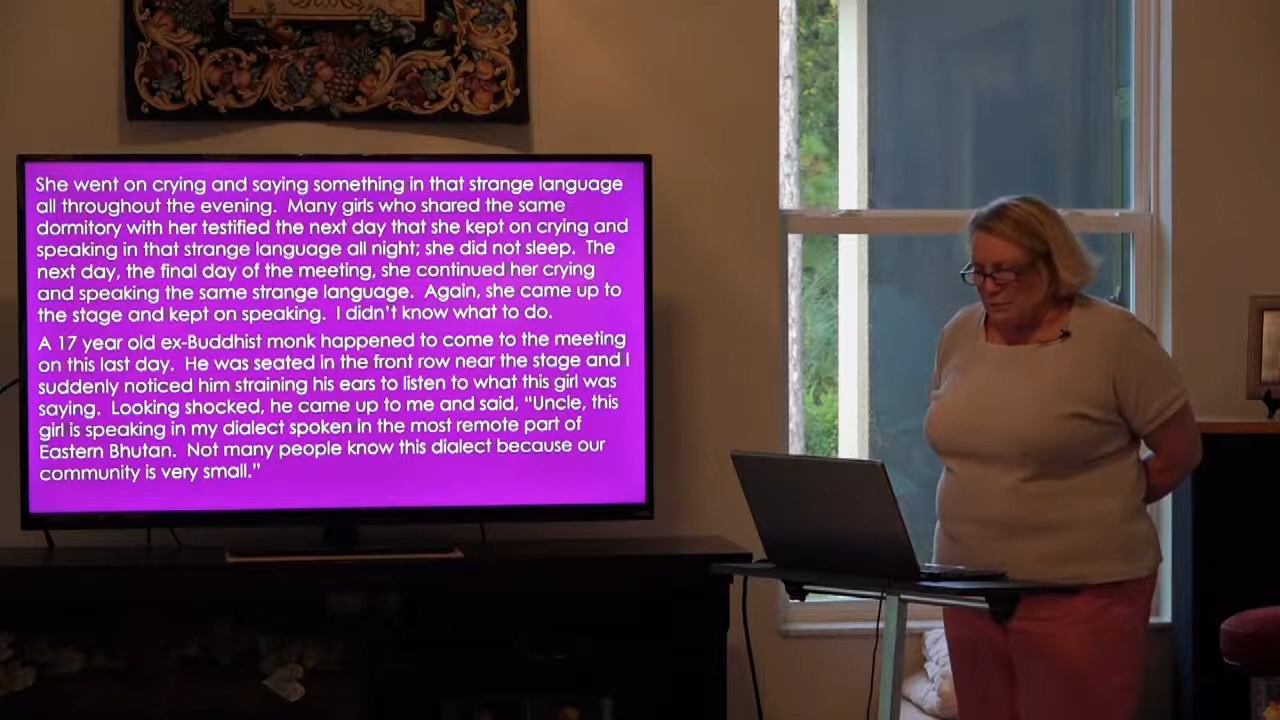 She went on crying and saying something in that strange language
all throughout the evening.  Many girls who shared the same
dormitory with her testified the next day that she kept on crying and
speaking in that strange language all night; she did not sleep.  The
next day, the final day of the meeting, she continued her crying
and speaking the same strange language.  Again, she came up to
the stage and kept on speaking.  I didn't know what to do.
A 17 year old ex-Buddhist monk happened to come to the meeting
on this last day.  He was seated in the front row near the stage and I
suddenly noticed him straining his ears to listen to what this girl was
saying.  Looking shocked, he came up to me and said, "Uncle, this
girl is speaking in my dialect spoken in the most remote part of
Eastern Bhutan.  Not many people know this dialect because our
community is very small."